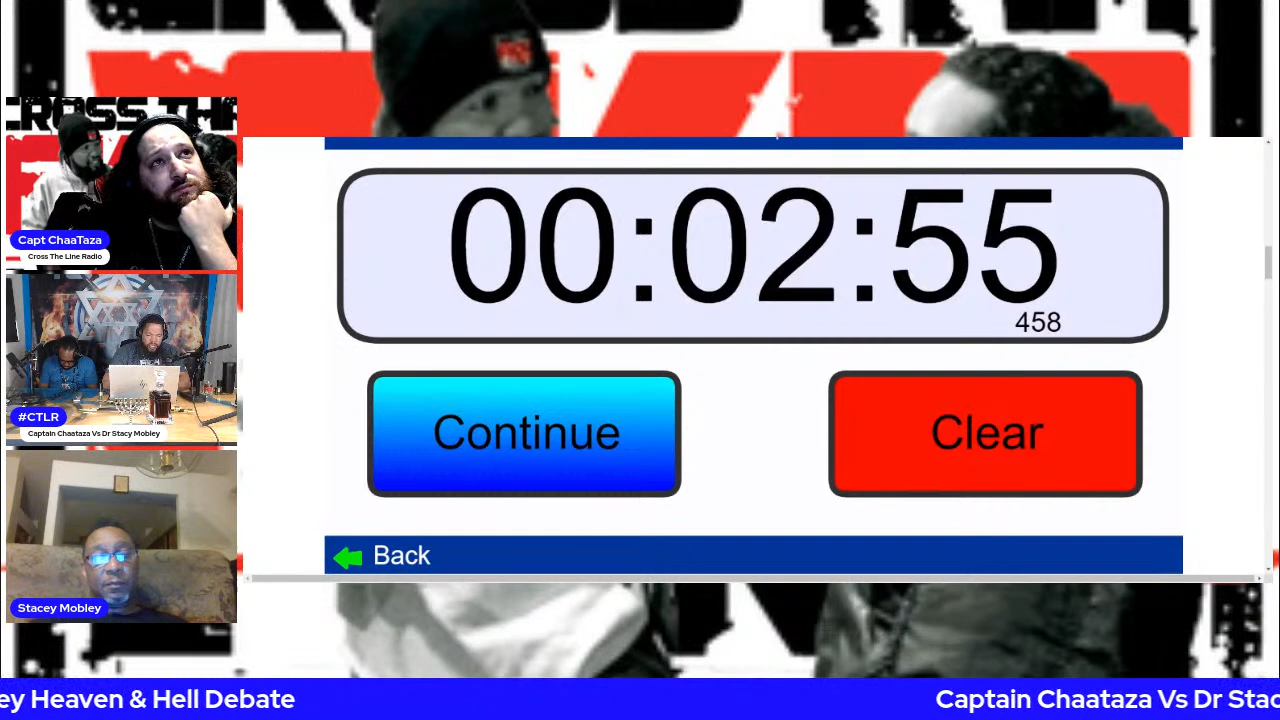 CROSS TH
Capt ChaaTaza
Cross The Line Radio
#CTLR
Captain Chaataza Vs Dr Stacy Mobley
Stacey Mobley
00:02:55
458
Continue
Clear
Back
ey Heaven & Hell Debate
Captain Chaataza Vs Dr Stac